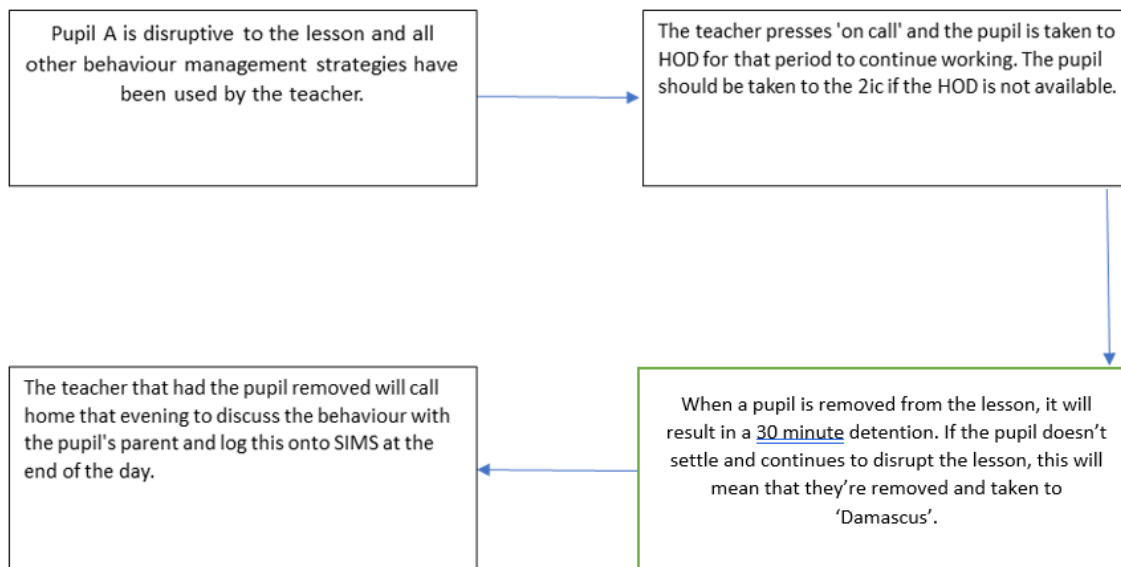 Pupil A is disruptive to the lesson and all
other behaviour management strategies have
been used by the teacher.
The teacher presses 'on call' and the pupil is taken to
HOD for that period to continue working. The pupil
should be taken to the 2ic if the HOD is not available.
When a pupil is removed from the lesson, it will
result in a 30 minute detention. If the pupil doesn’t
settle and continues to disrupt the lesson, this will
mean that they’re removed and taken to
‘Damascus’.
The teacher that had the pupil removed will call
home that evening to discuss the behaviour with
the pupil's parent and log this onto SIMS at the
end of the day.